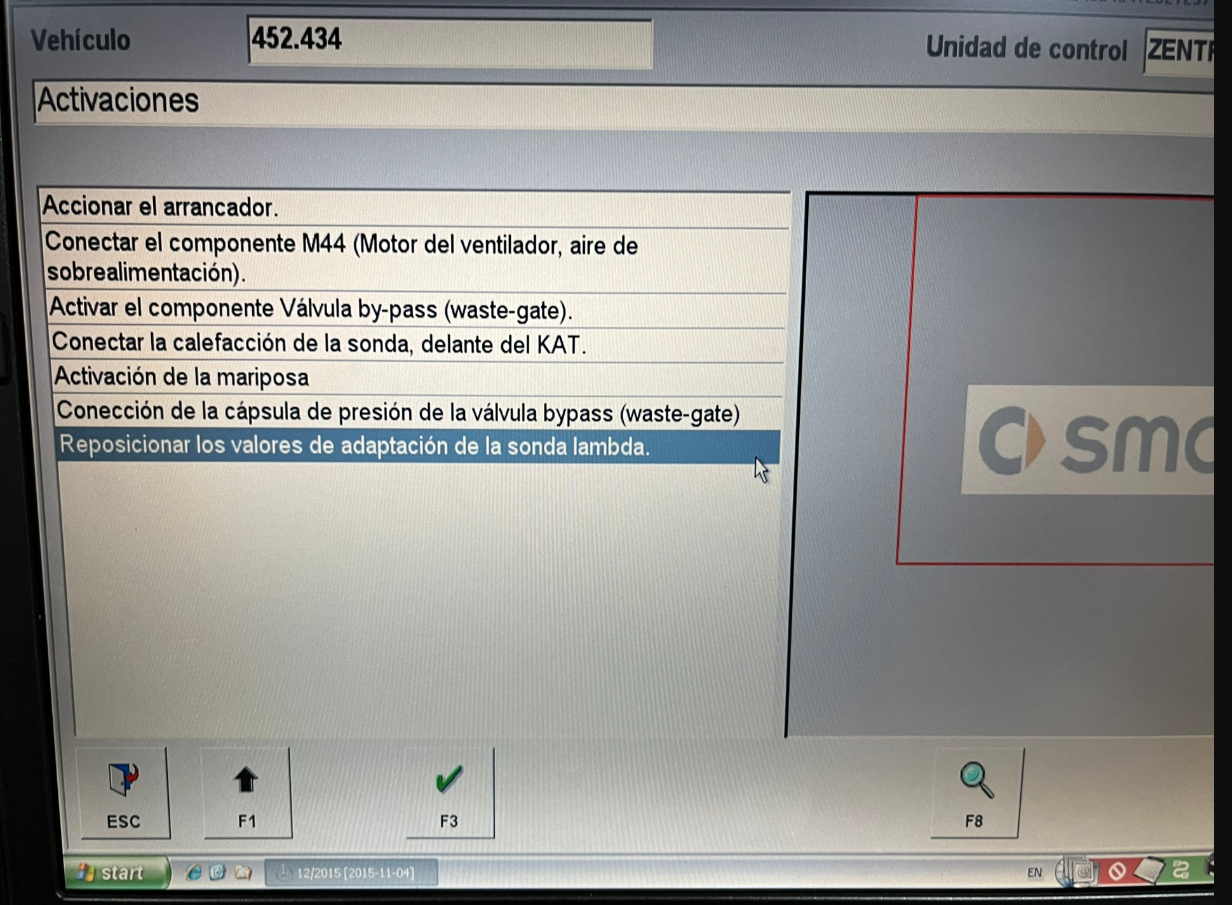 Vehículo 452.434 Unidad de control ZENT
Activaciones
Accionar el arrancador.
Conectar el componente M44 (Motor del ventilador, aire de
sobrealimentación).
Activar el componente Válvula by-pass (waste-gate).
Conectar la calefacción de la sonda, delante del KAT.
Activación de la mariposa
Conección de la cápsula de presión de la válvula bypass (waste-gate)
Reposicionar los valores de adaptación de la sonda lambda.
sma
ESC F1 F3 F8
start 12/2015 [2015-11-04] EN